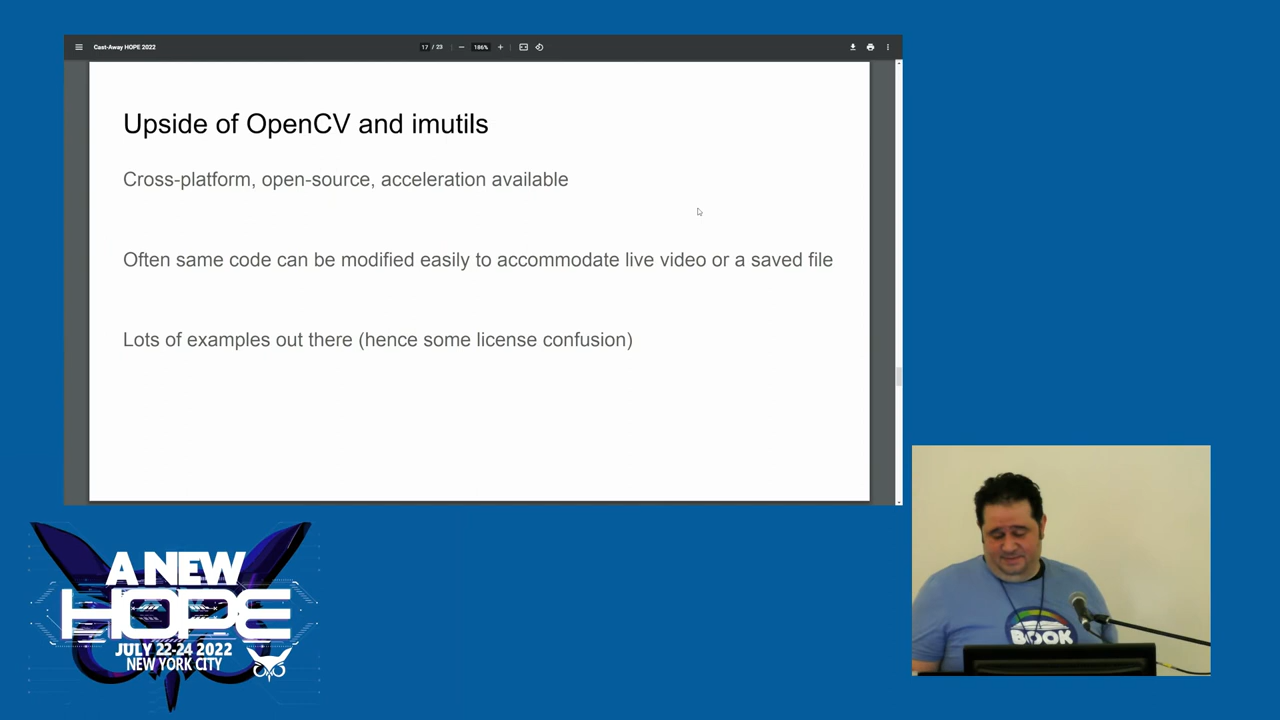 Cast-Away HOPE 2022
17 / 23
186%
Upside of OpenCV and imutils
Cross-platform, open-source, acceleration available
Often same code can be modified easily to accommodate live video or a saved file
Lots of examples out there (hence some license confusion)
A NEW
HOPE
JULY 22-24 2022
NEW YORK CITY
BOOK